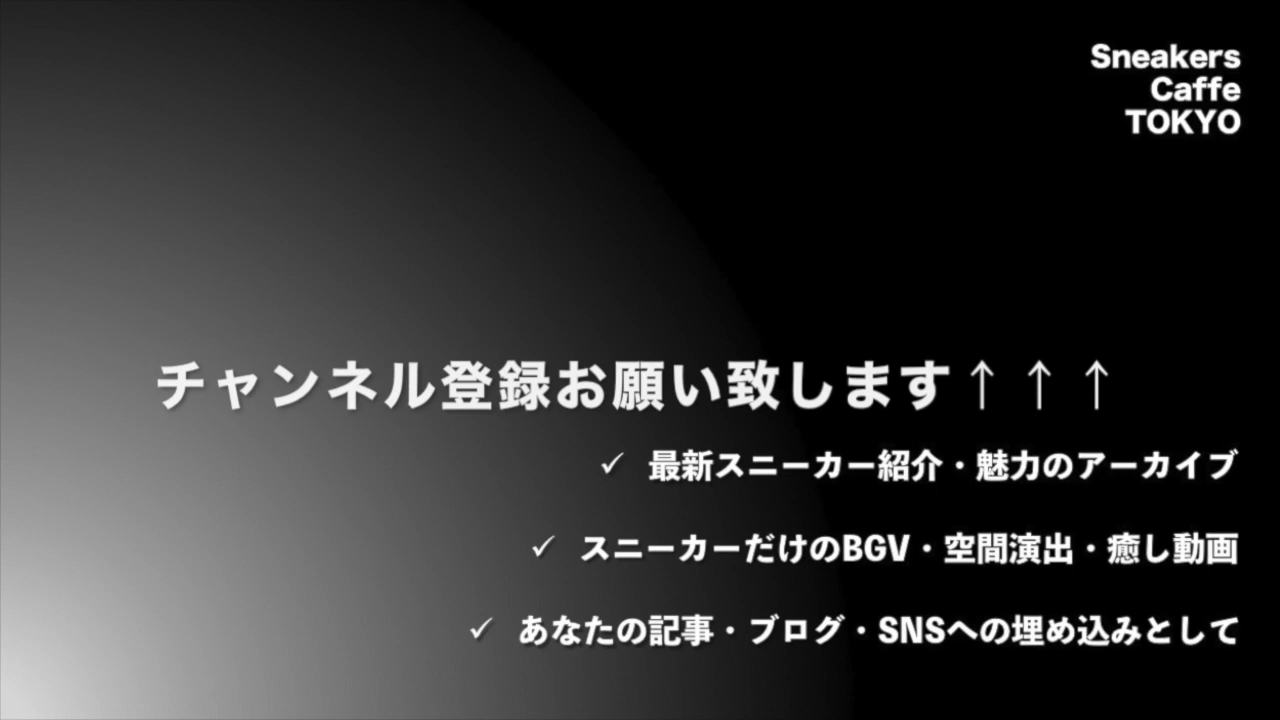 Sneakers
Caffe
TOKYO
チャンネル登録お願い致します↑↑↑
✓ 最新スニーカー紹介・魅力のアーカイブ
✓ スニーカーだけのBGV・空間演出・癒し動画
✓ あなたの記事・ブログ・SNSへの埋め込みとして